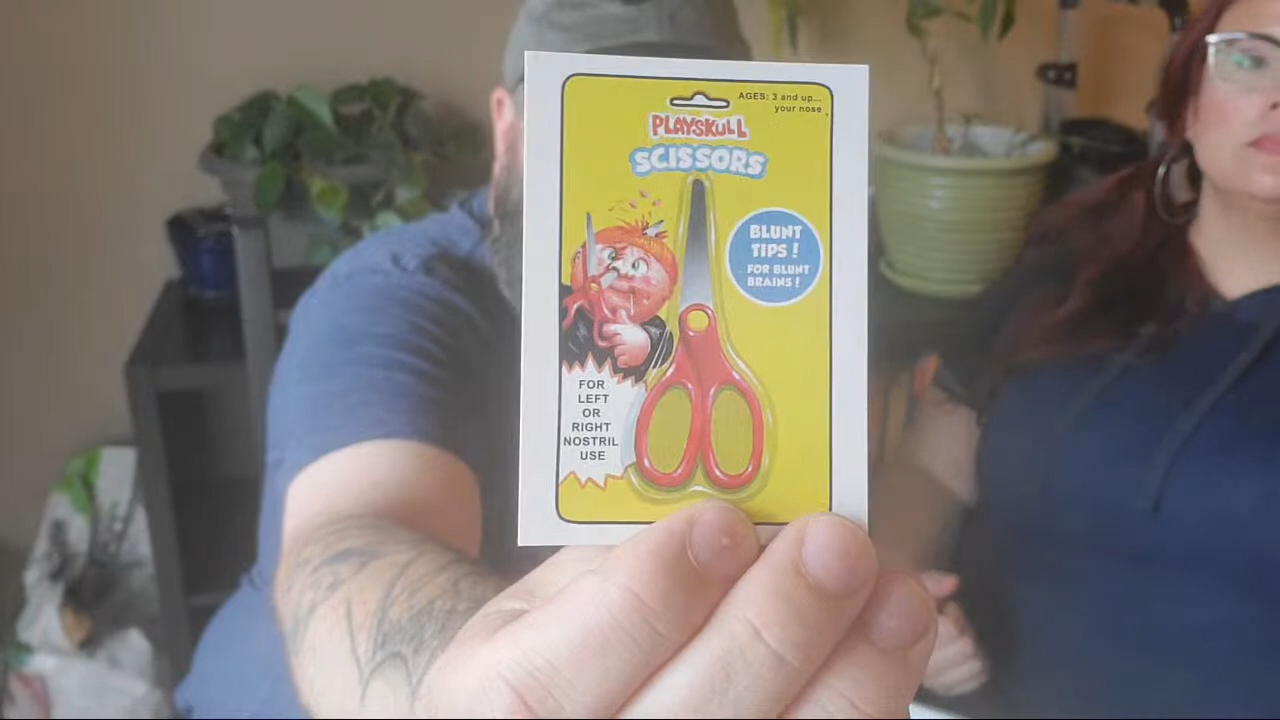 AGES: 3 and up...
your nose
PLAYSKULL
SCISSORS
BLUNT
TIPS!
FOR BLUNT
BRAINS!
FOR
LEFT
OR
RIGHT
NOSTRIL
USE